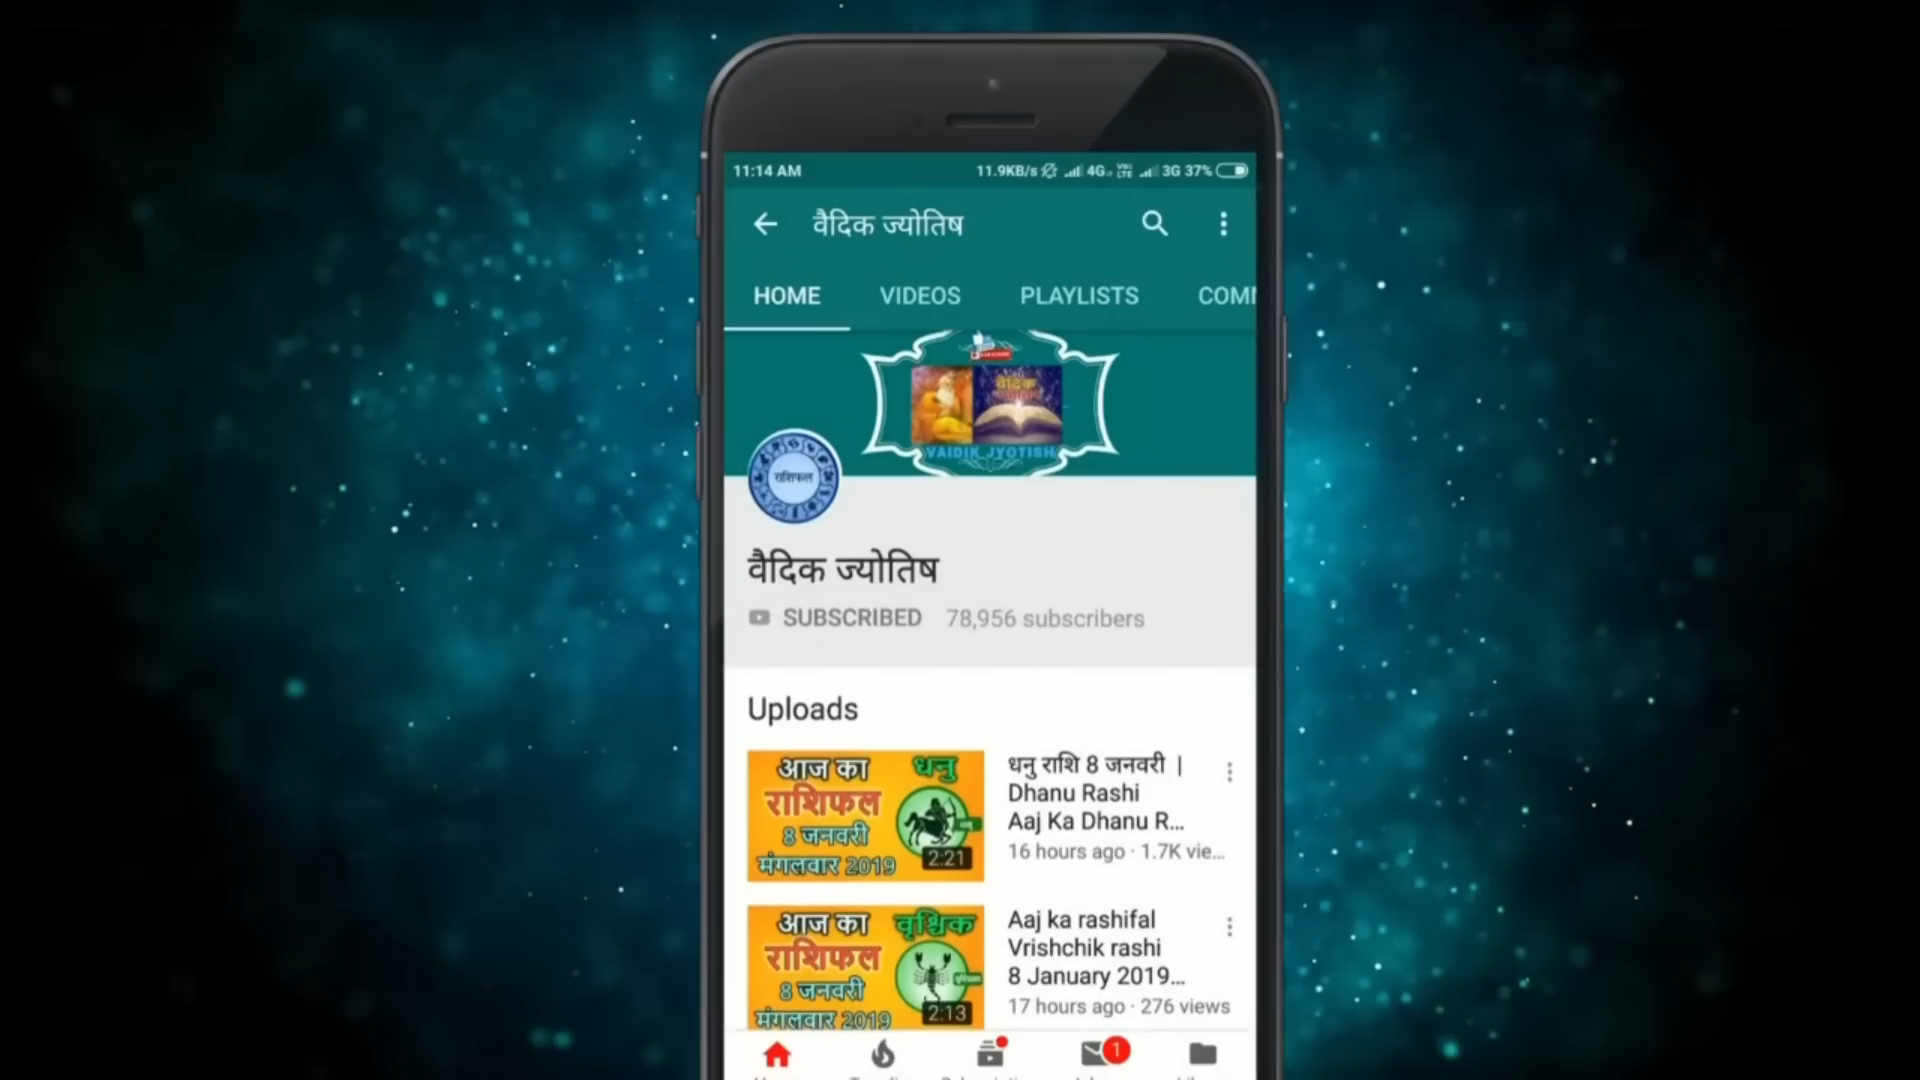 11:14 AM 11.9KB/s 4G VoLTE 3G 37%
वैदिक ज्योतिष
HOME VIDEOS PLAYLISTS COMM
वैदिक
VAIDIK JYOTISH
राशिफल
वैदिक ज्योतिष
SUBSCRIBED 78,956 subscribers
Uploads
आज का धनु
राशिफल
8 जनवरी
मंगलवार 2019
2:21
धनु राशि 8 जनवरी |
Dhanu Rashi
Aaj Ka Dhanu R...
16 hours ago · 1.7K vie...
आज का वृश्चिक
राशिफल
8 जनवरी
मंगलवार 2019
2:13
Aaj ka rashifal
Vrishchik rashi
8 January 2019...
17 hours ago · 276 views
1